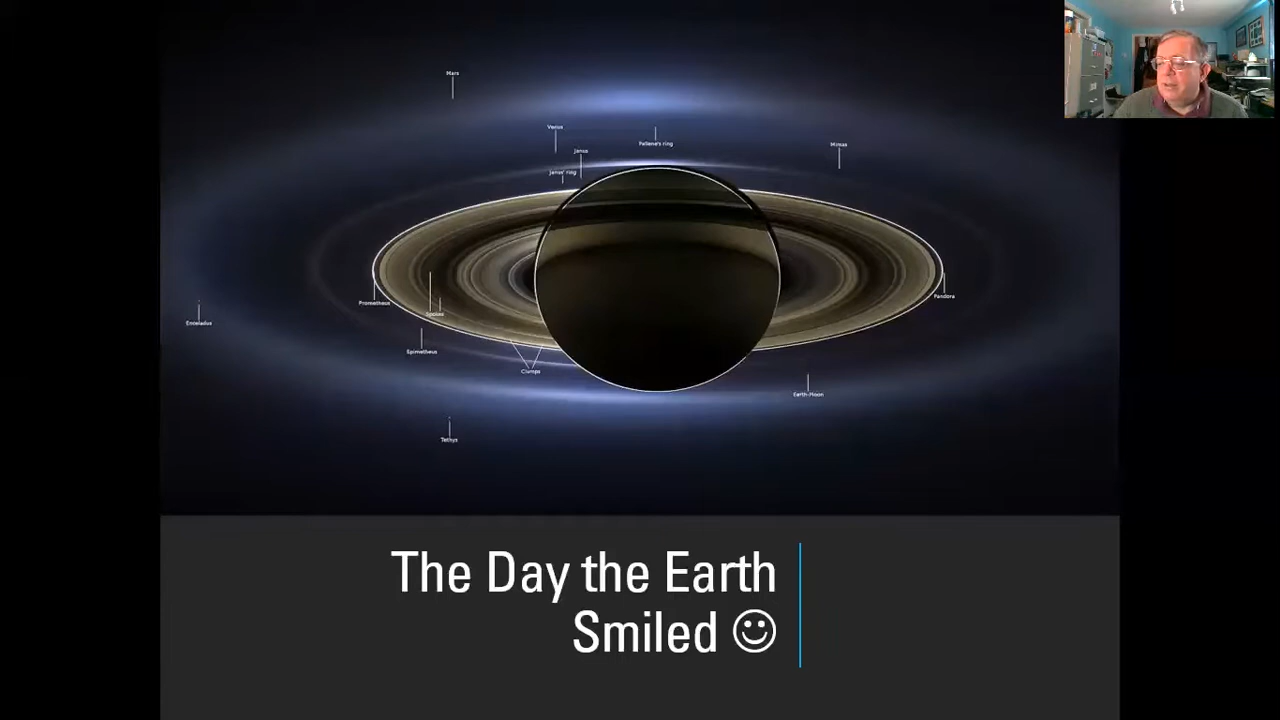 Mars
Venus
Pallene's ring
Janus
Mimas
Janus' ring
Prometheus
Pandora
Spokes
Enceladus
Epimetheus
Clumps
Earth-Moon
Tethys
The Day the Earth
Smiled ☺